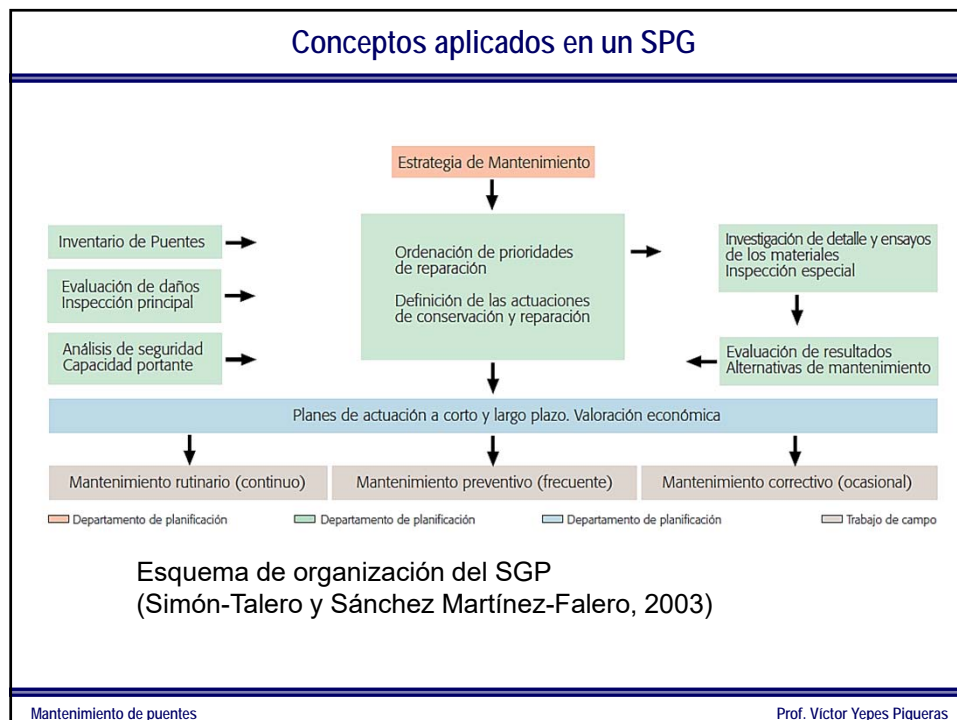 Conceptos aplicados en un SPG
Estrategia de Mantenimiento
Inventario de Puentes
Evaluación de daños
Inspección principal
Análisis de seguridad
Capacidad portante
Ordenación de prioridades
de reparación
Definición de las actuaciones
de conservación y reparación
Investigación de detalle y ensayos
de los materiales
Inspección especial
Evaluación de resultados
Alternativas de mantenimiento
Planes de actuación a corto y largo plazo. Valoración económica
Mantenimiento rutinario (continuo)
Mantenimiento preventivo (frecuente)
Mantenimiento correctivo (ocasional)
Departamento de planificación
Departamento de planificación
Departamento de planificación
Trabajo de campo
Esquema de organización del SGP
(Simón-Talero y Sánchez Martínez-Falero, 2003)
Mantenimiento de puentes
Prof. Víctor Yepes Piqueras